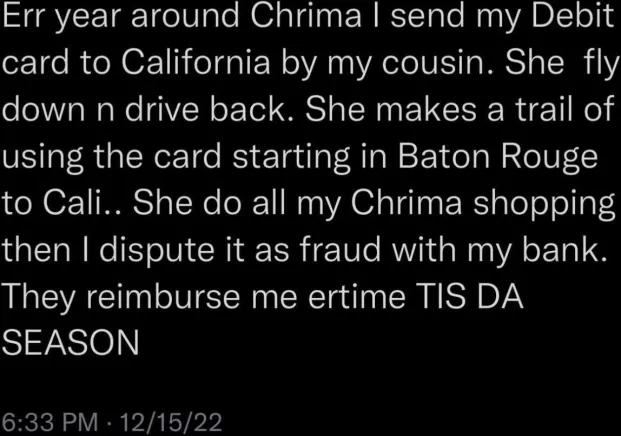 Err year around Chrima I send my Debit
card to California by my cousin. She fly
down n drive back. She makes a trail of
using the card starting in Baton Rouge
to Cali.. She do all my Chrima shopping
then I dispute it as fraud with my bank.
They reimburse me ertime TIS DA
SEASON
6:33 PM · 12/15/22